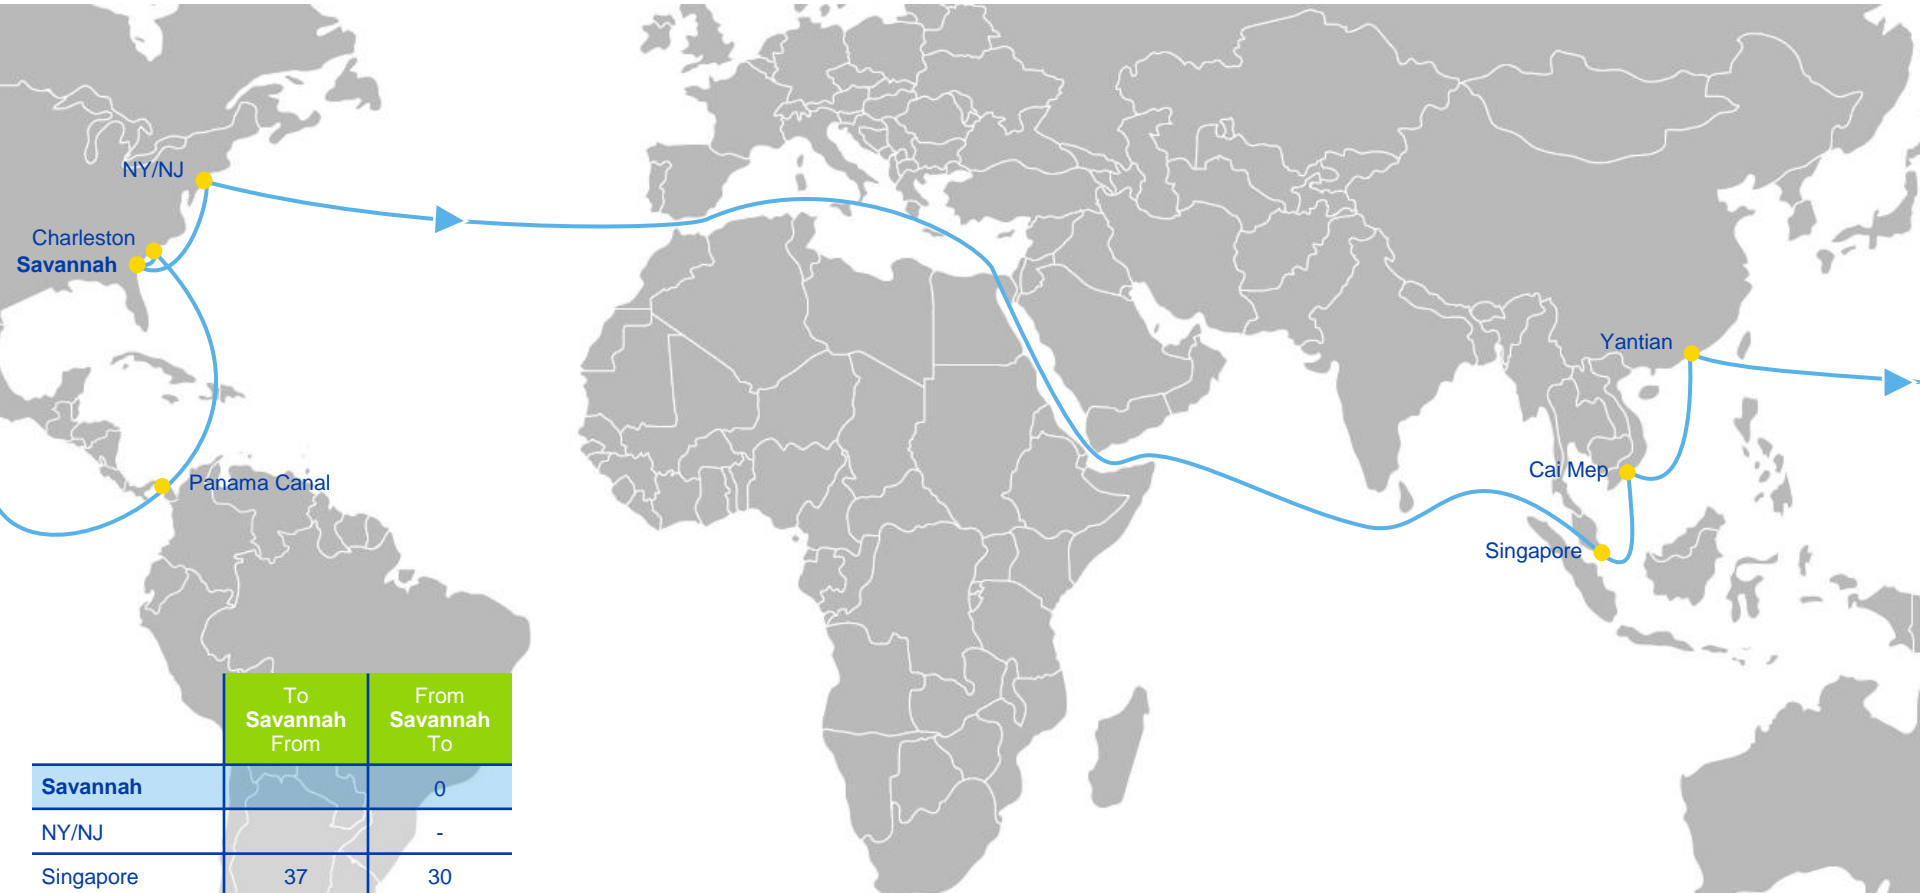 NY/NJ
Charleston
Savannah
Yantian
Cai Mep
Panama Canal
Singapore
To
Savannah
From
From
Savannah
To
Savannah 0
NY/NJ -
Singapore 37 30